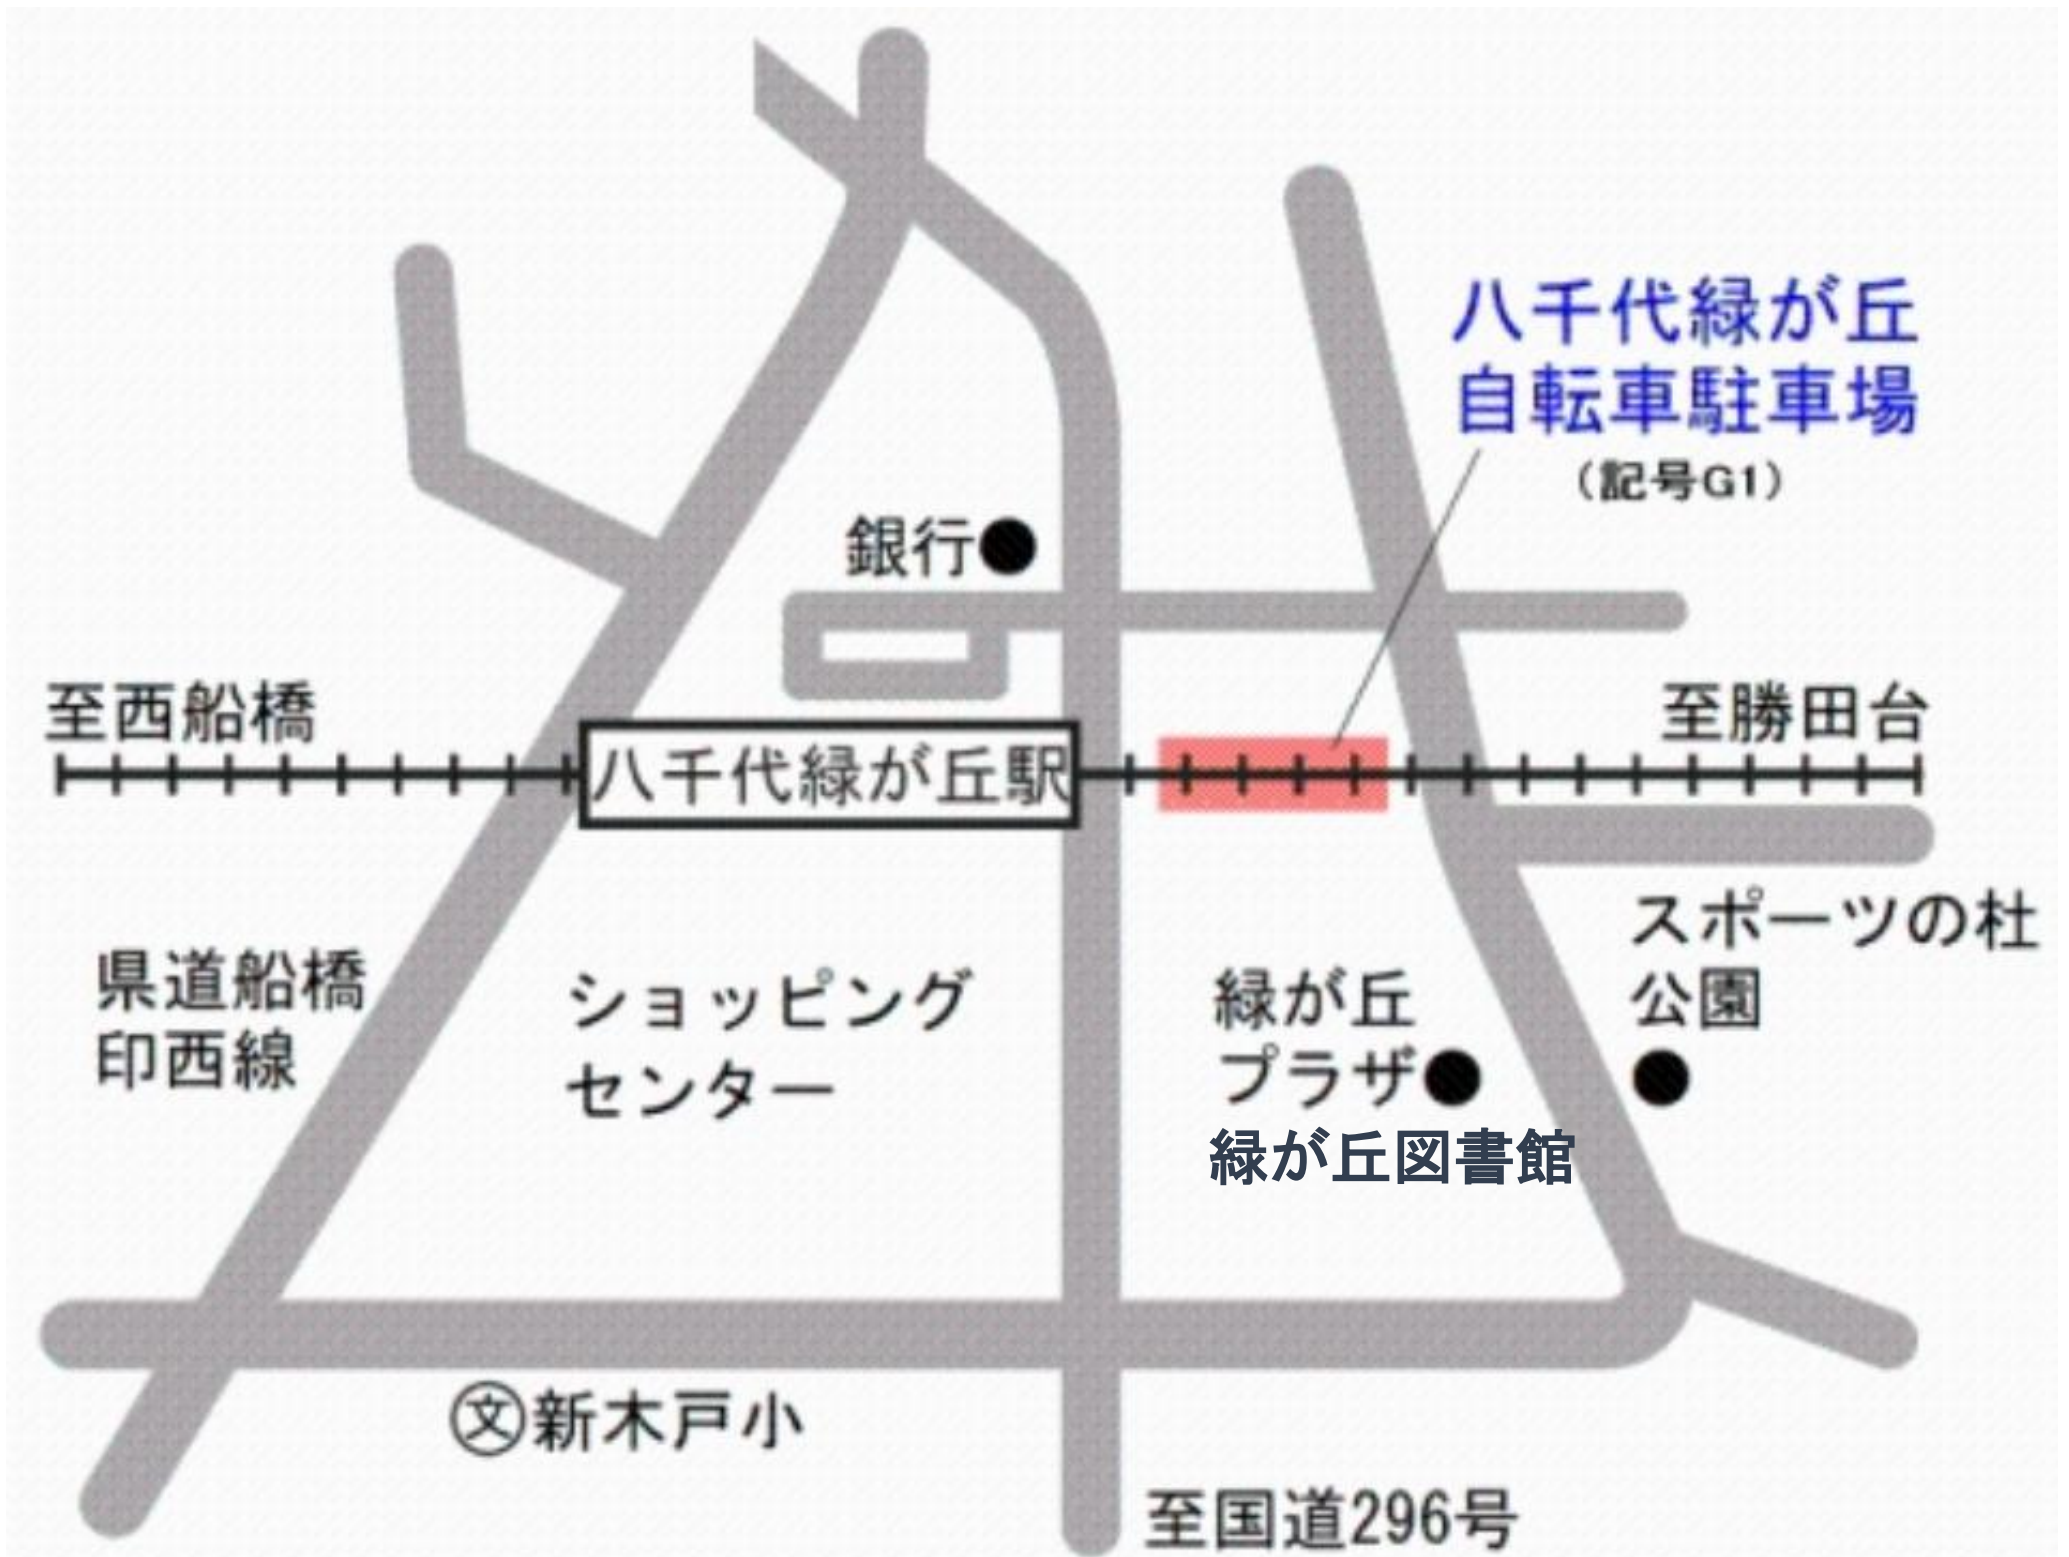 八千代緑が丘
自転車駐車場
（記号G1）
銀行
至西船橋
至勝田台
八千代緑が丘駅
スポーツの杜
公園
県道船橋
印西線
ショッピング
センター
緑が丘
プラザ
緑が丘図書館
文新木戸小
至国道296号